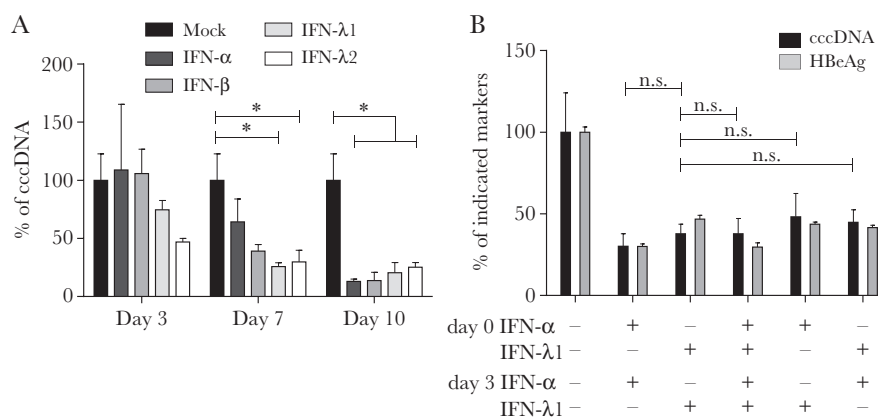 A
Mock
IFN-α
IFN-β
IFN-λ1
IFN-λ2
% of cccDNA
200
150
100
50
0
*
*
*
Day 3
Day 7
Day 10
B
cccDNA
HBeAg
% of indicated markers
150
100
50
0
n.s.
n.s.
n.s.
n.s.
day 0 IFN-α – + – + + –
IFN-λ1 – – + + – +
day 3 IFN-α – + – + – +
IFN-λ1 – – + + + –